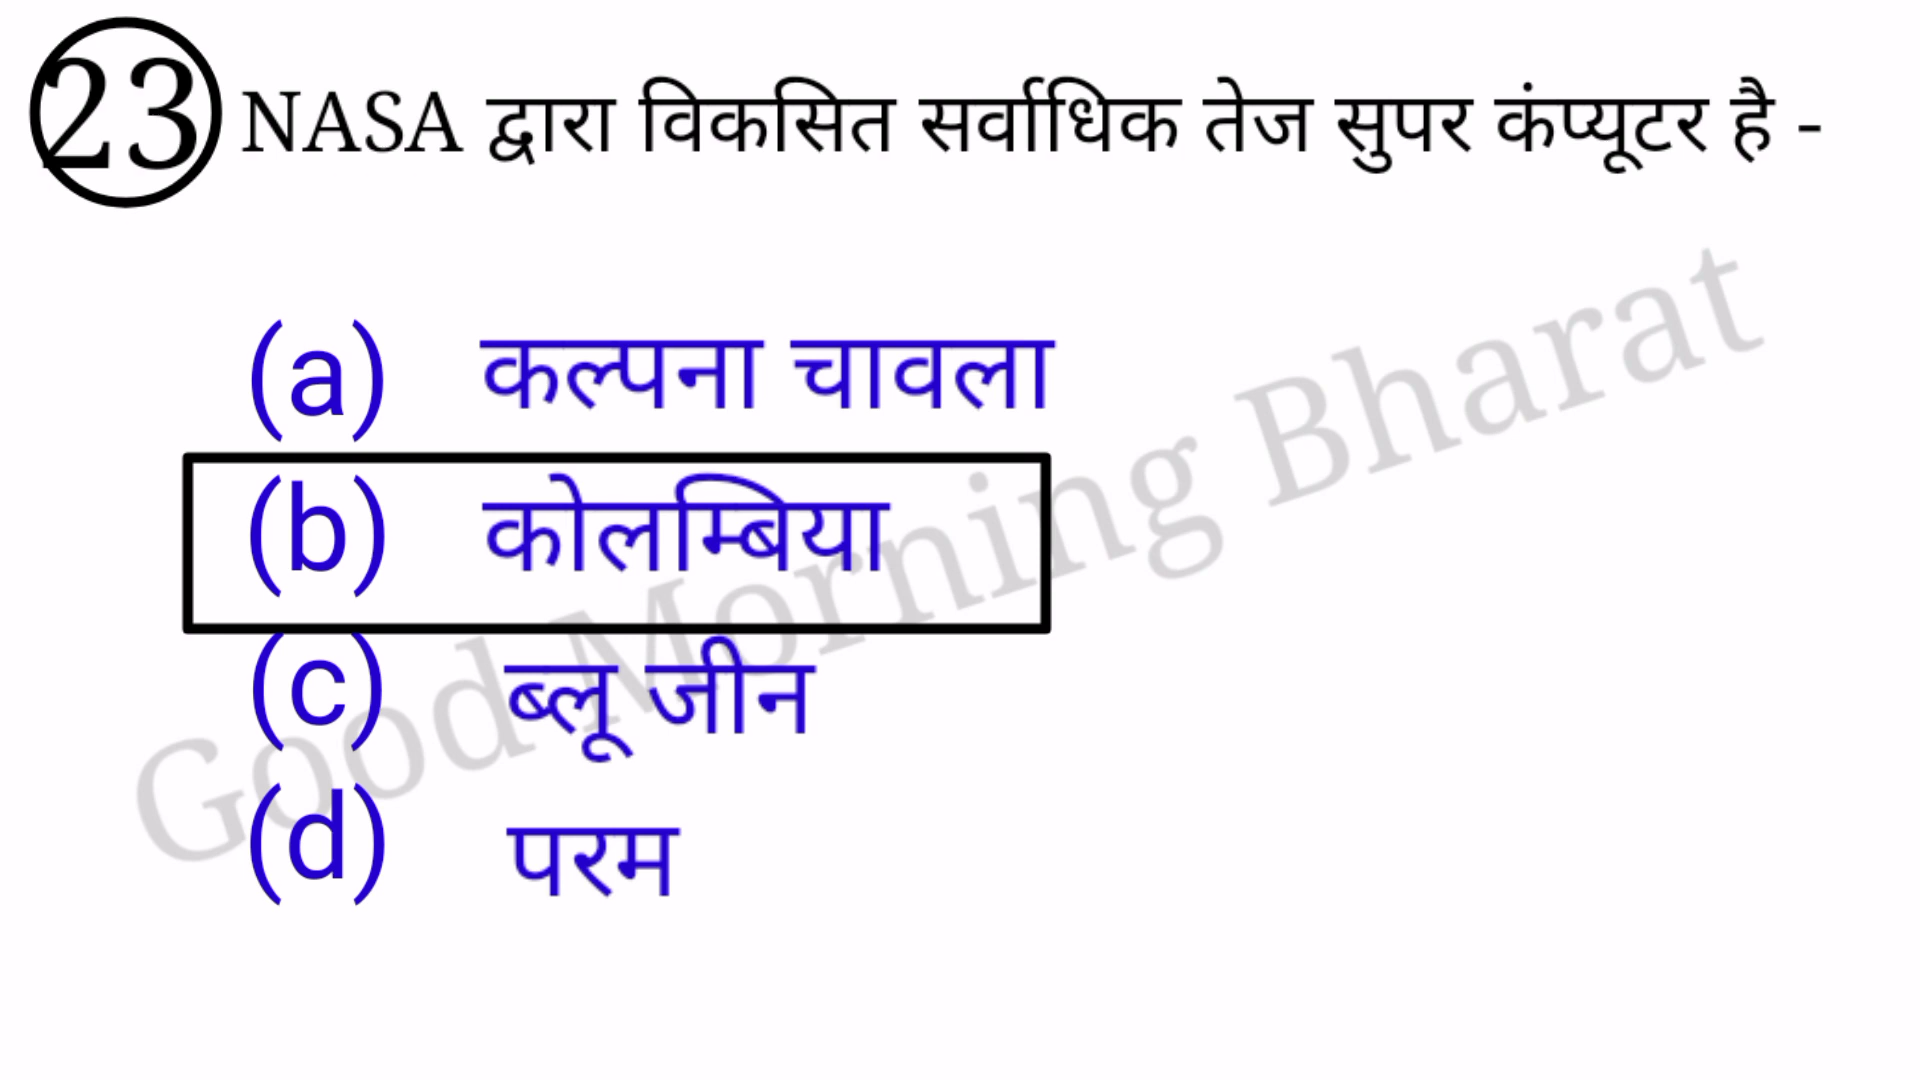 23 NASA द्वारा विकसित सर्वाधिक तेज सुपर कंप्यूटर है -
(a) कल्पना चावला
(b) कोलम्बिया
(c) ब्लू जीन
(d) परम
Good Morning Bharat